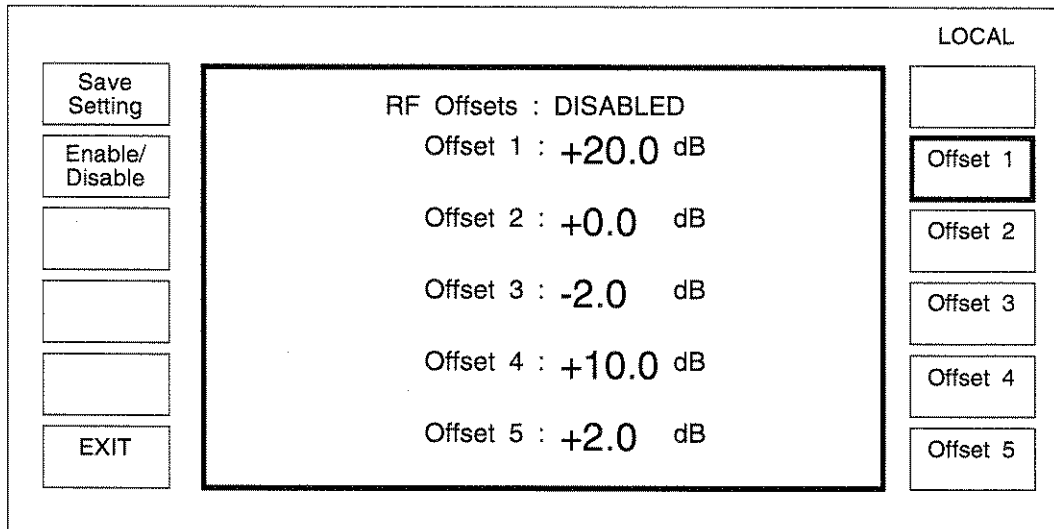 LOCAL
Save
Setting
Enable/
Disable
EXIT
RF Offsets : DISABLED
Offset 1 : +20.0 dB
Offset 2 : +0.0 dB
Offset 3 : -2.0 dB
Offset 4 : +10.0 dB
Offset 5 : +2.0 dB
Offset 1
Offset 2
Offset 3
Offset 4
Offset 5